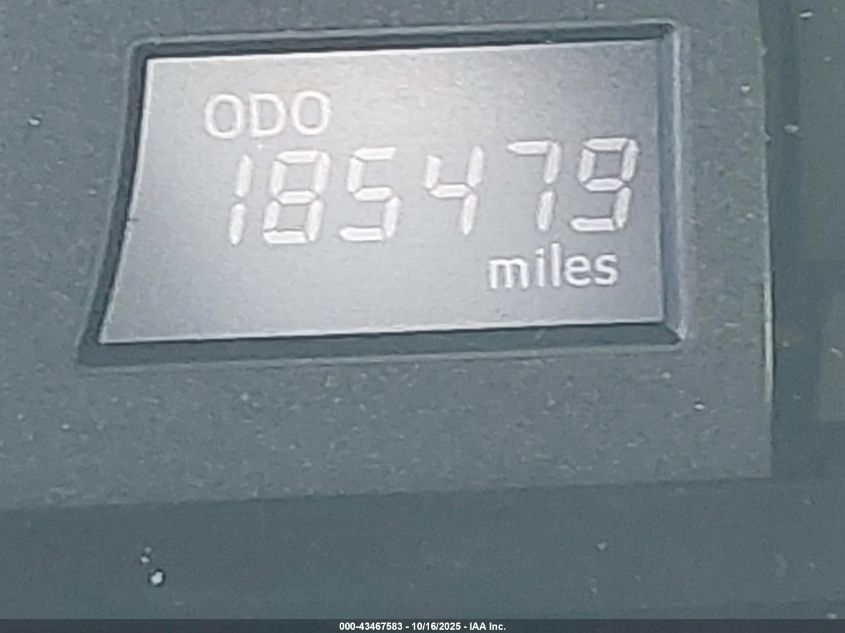 ODO
185479
miles
000-43467583 - 10/16/2025 - IAA Inc.